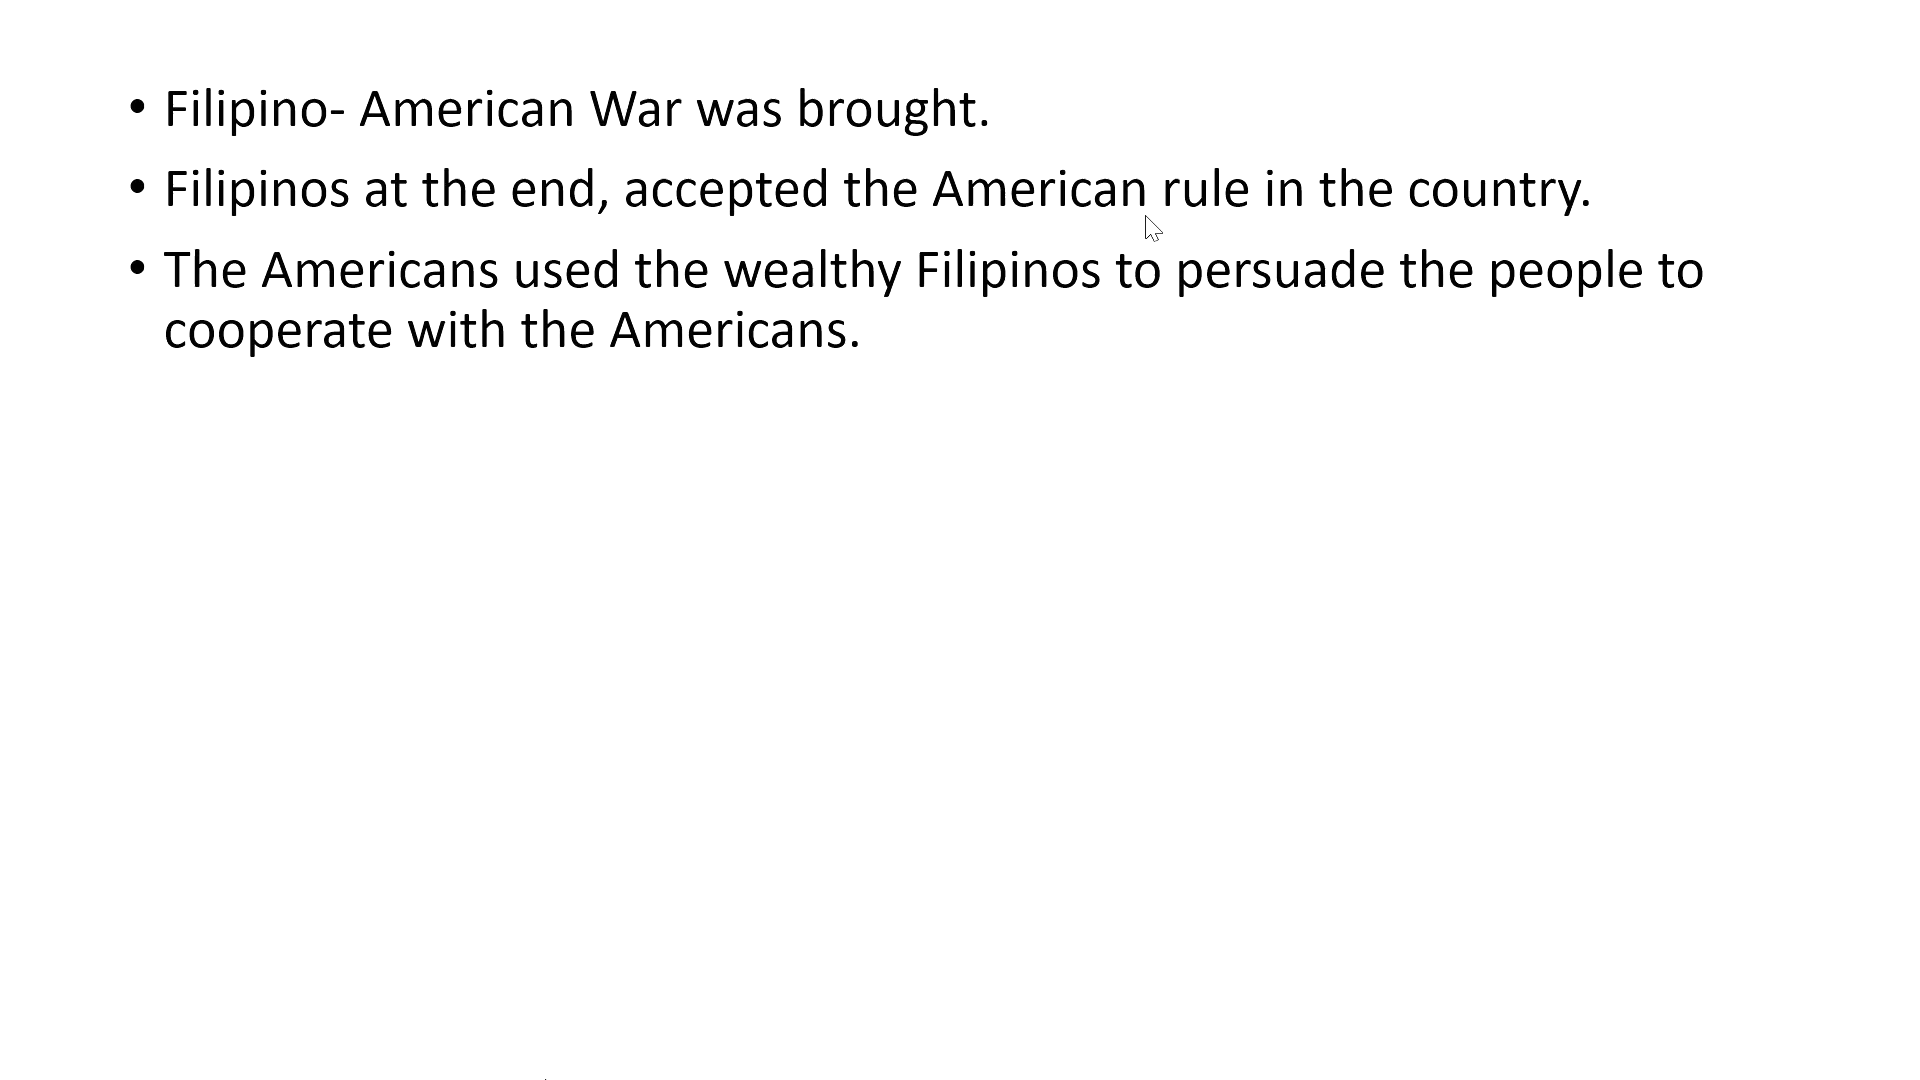 • Filipino- American War was brought.
• Filipinos at the end, accepted the American rule in the country.
• The Americans used the wealthy Filipinos to persuade the people to
cooperate with the Americans.